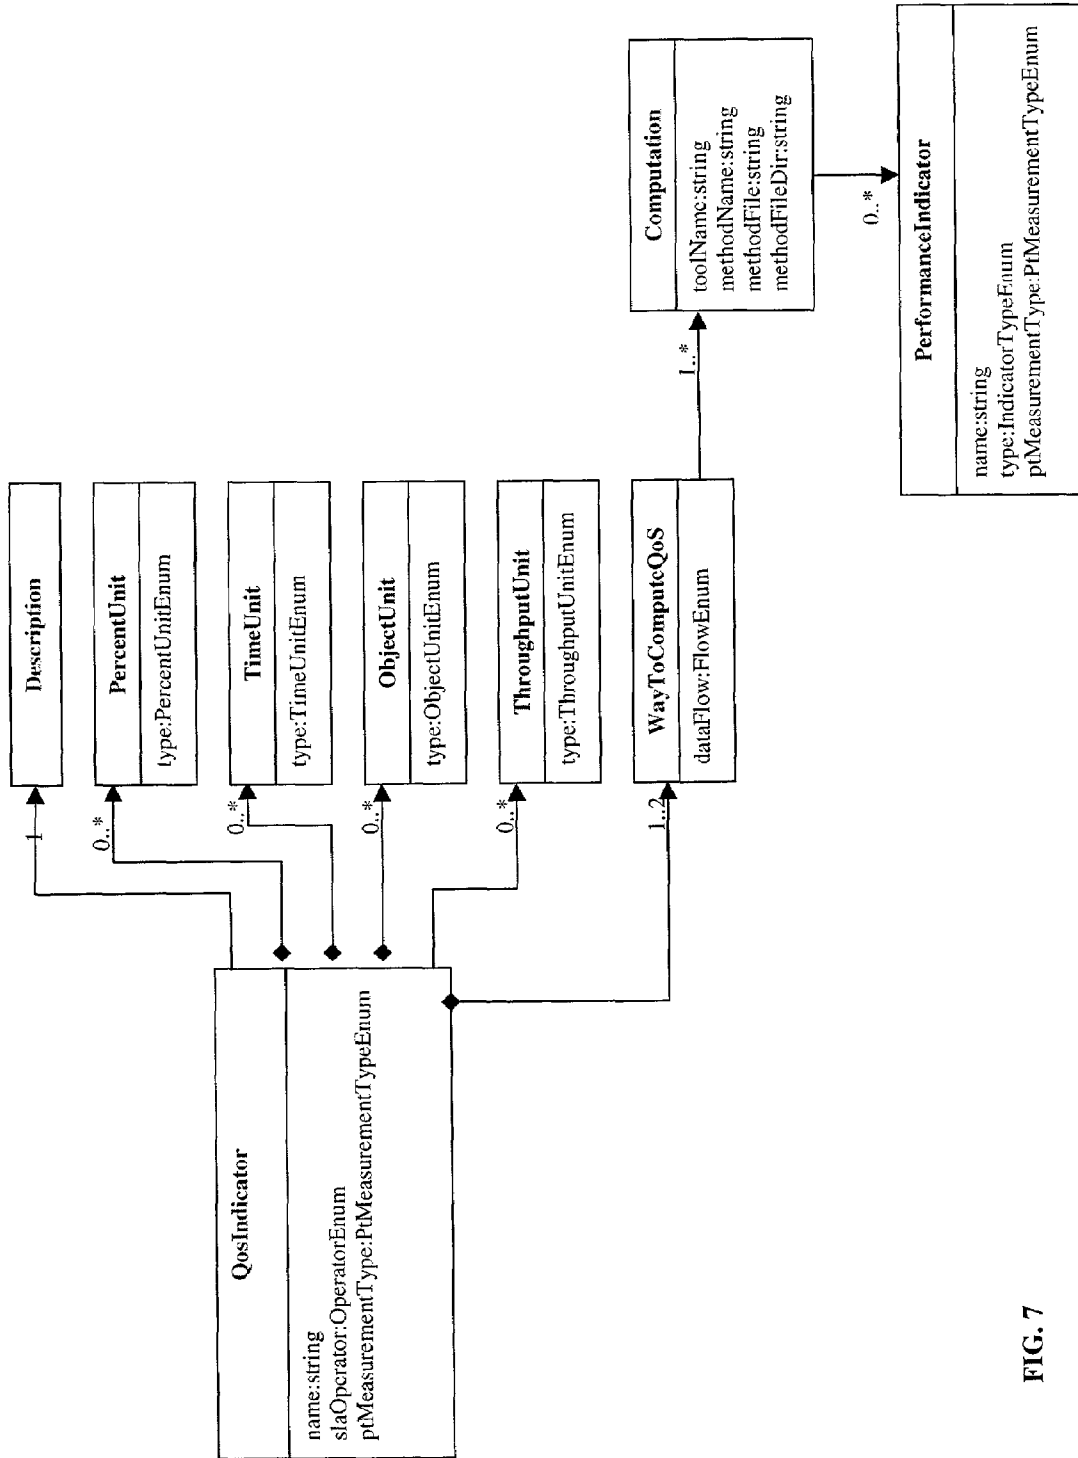 QosIndicator
name:string
slaOperator:OperatorEnum
ptMeasurementType:PtMeasurementTypeEnum
1
Description
0..*
PercentUnit
type:PercentUnitEnum
0..*
TimeUnit
type:TimeUnitEnum
0..*
ObjectUnit
type:ObjectUnitEnum
0..*
ThroughputUnit
type:ThroughputUnitEnum
1..2
WayToComputeQoS
dataFlow:FlowEnum
1..*
Computation
toolName:string
methodName:string
methodFile:string
methodFileDir:string
0..*
PerformanceIndicator
name:string
type:IndicatorTypeEnum
ptMeasurementType:PtMeasurementTypeEnum
FIG. 7